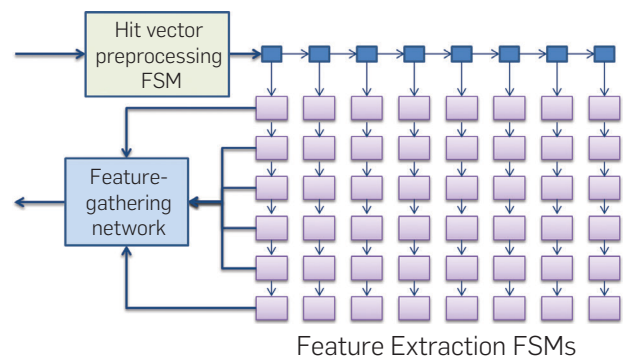 Hit vector
preprocessing
FSM
Feature-
gathering
network
Feature Extraction FSMs